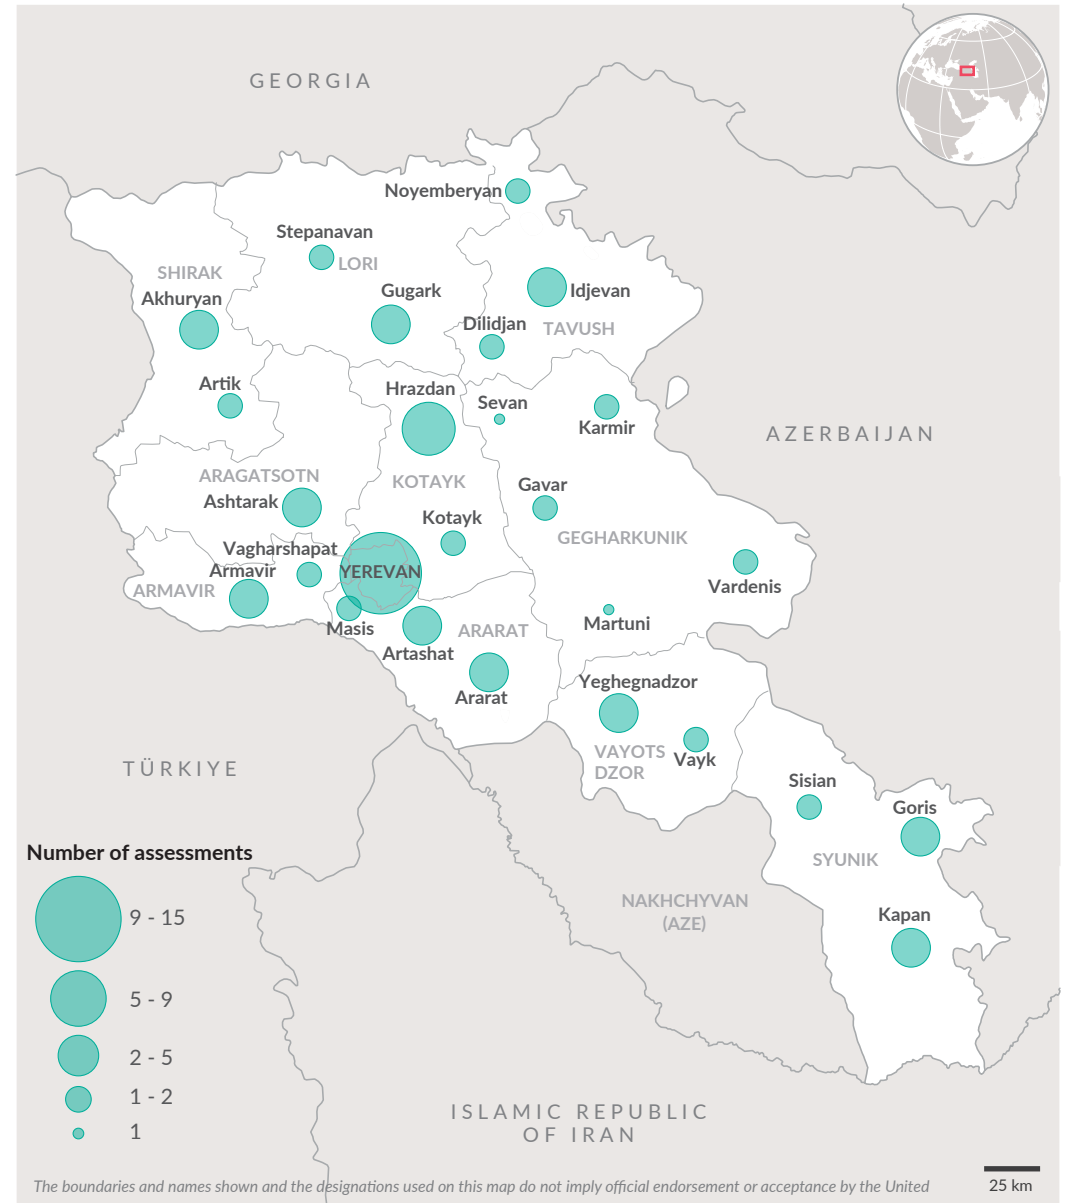 GEORGIA
Noyemberyan
Stepanavan
LORI
SHIRAK
Akhuryan
Gugark
Idjevan
Dilidjan
TAVUSH
Artik
Hrazdan
Sevan
Karmir
AZERBAIJAN
ARAGATSOTN
Ashtarak
KOTAYK
Gavar
Kotayk
GEGHARKUNIK
Vagharshapat
Armavir
YEREVAN
ARMAVIR
Vardenis
Masis
Martuni
ARARAT
Artashat
Ararat
Yeghegnadzor
VAYOTS
DZOR
Vayk
TÜRKIYE
Sisian
Goris
SYUNIK
Kapan
NAKHCHYVAN
(AZE)
Number of assessments
9 - 15
5 - 9
2 - 5
1 - 2
1
ISLAMIC REPUBLIC
OF IRAN
The boundaries and names shown and the designations used on this map do not imply official endorsement or acceptance by the United
25 km